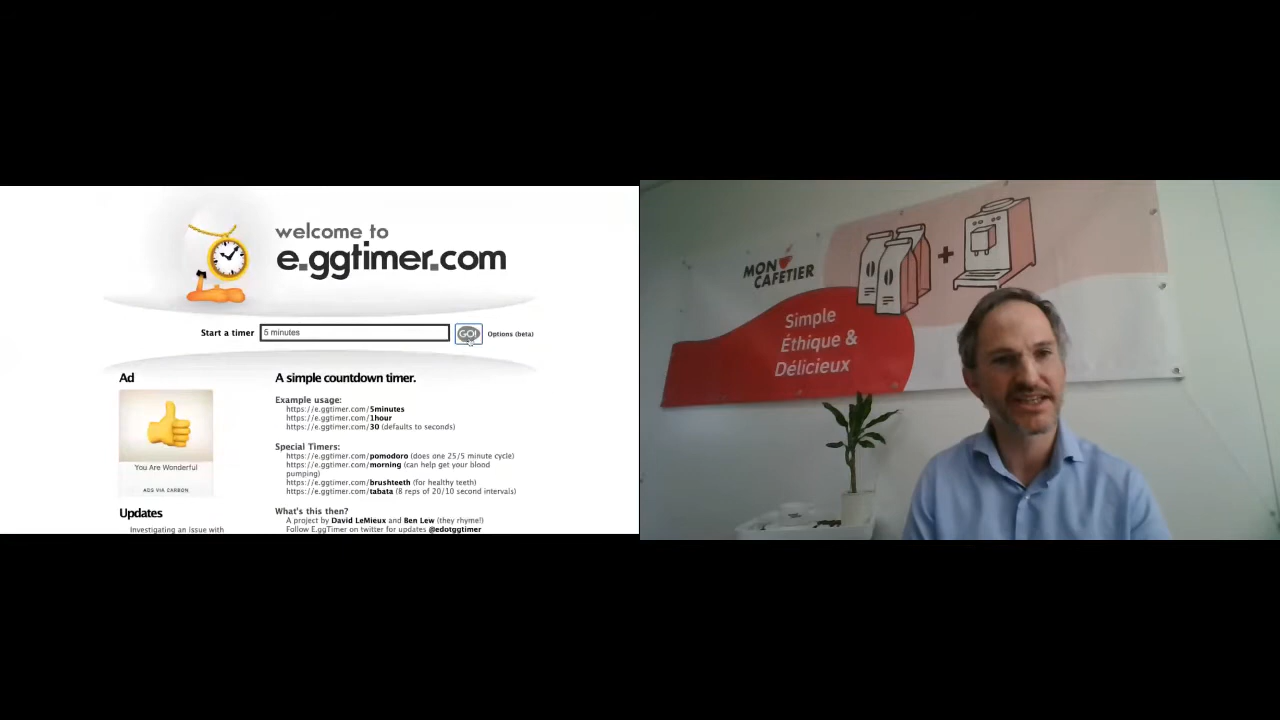 welcome to
e.ggtimer.com
Start a timer 5 minutes GO! Options (beta)
Ad
You Are Wonderful
ADS VIA CARBON
Updates
Investigating an issue with
A simple countdown timer.
Example usage:
https://e.ggtimer.com/5minutes
https://e.ggtimer.com/1hour
https://e.ggtimer.com/30 (defaults to seconds)
Special Timers:
https://e.ggtimer.com/pomodoro (does one 25/5 minute cycle)
https://e.ggtimer.com/morning (can help get your blood
pumping)
https://e.ggtimer.com/brushteeth (for healthy teeth)
https://e.ggtimer.com/tabata (8 reps of 20/10 second intervals)
What's this then?
A project by David LeMieux and Ben Lew (they rhyme!)
Follow E.ggTimer on twitter for updates @edotggtimer
MON
CAFETIER
+
Simple
Éthique &
Délicieux